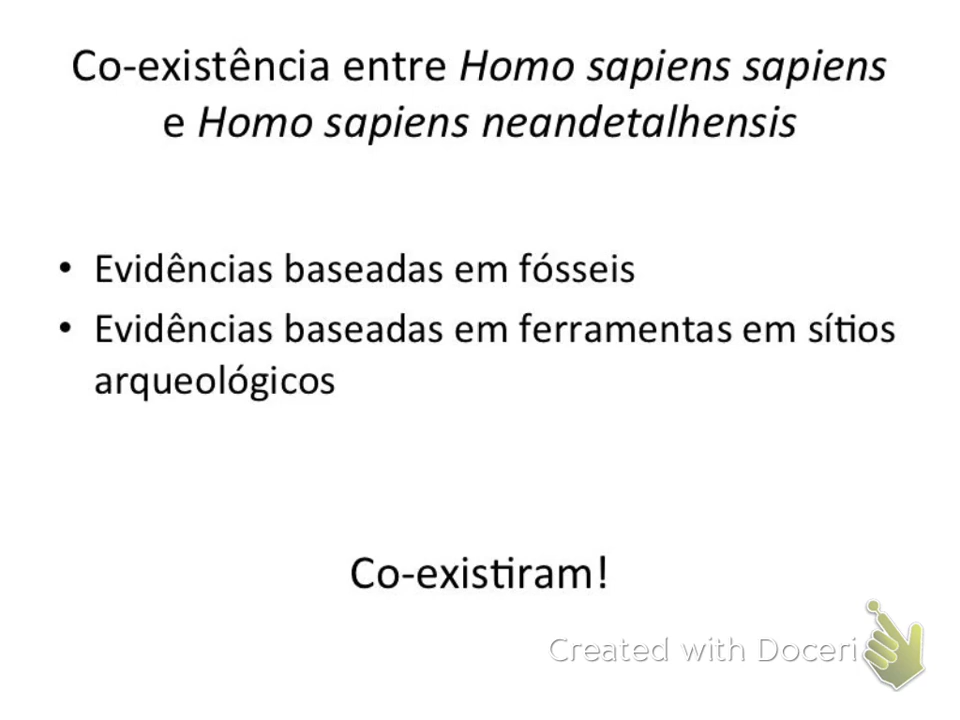 Co-existência entre Homo sapiens sapiens
e Homo sapiens neandetalhensis
• Evidências baseadas em fósseis
• Evidências baseadas em ferramentas em sítios
arqueológicos
Co-existiram!
Created with Doceri